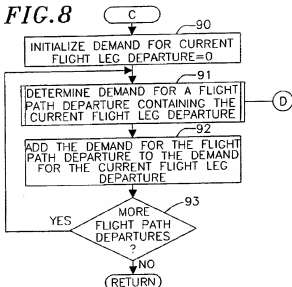 FIG.8
C
90
INITIALIZE DEMAND FOR CURRENT
FLIGHT LEG DEPARTURE=0
91
DETERMINE DEMAND FOR A FLIGHT
PATH DEPARTURE CONTAINING THE
CURRENT FLIGHT LEG DEPARTURE
D
92
ADD THE DEMAND FOR THE FLIGHT
PATH DEPARTURE TO THE DEMAND
FOR THE CURRENT FLIGHT LEG
DEPARTURE
93
YES
MORE
FLIGHT PATH
DEPARTURES
?
NO
RETURN